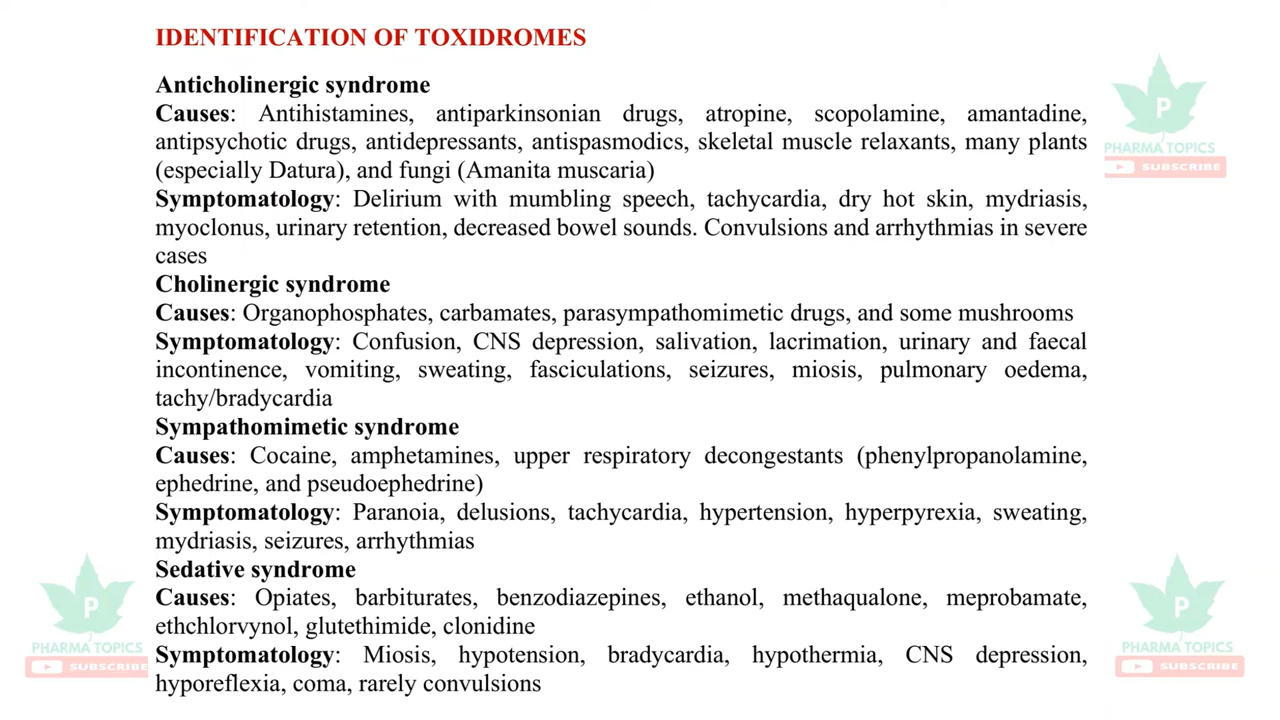 IDENTIFICATION OF TOXIDROMES
Anticholinergic syndrome
Causes: Antihistamines, antiparkinsonian drugs, atropine, scopolamine, amantadine,
antipsychotic drugs, antidepressants, antispasmodics, skeletal muscle relaxants, many plants
(especially Datura), and fungi (Amanita muscaria)
Symptomatology: Delirium with mumbling speech, tachycardia, dry hot skin, mydriasis,
myoclonus, urinary retention, decreased bowel sounds. Convulsions and arrhythmias in severe
cases
Cholinergic syndrome
Causes: Organophosphates, carbamates, parasympathomimetic drugs, and some mushrooms
Symptomatology: Confusion, CNS depression, salivation, lacrimation, urinary and faecal
incontinence, vomiting, sweating, fasciculations, seizures, miosis, pulmonary oedema,
tachy/bradycardia
Sympathomimetic syndrome
Causes: Cocaine, amphetamines, upper respiratory decongestants (phenylpropanolamine,
ephedrine, and pseudoephedrine)
Symptomatology: Paranoia, delusions, tachycardia, hypertension, hyperpyrexia, sweating,
mydriasis, seizures, arrhythmias
Sedative syndrome
Causes: Opiates, barbiturates, benzodiazepines, ethanol, methaqualone, meprobamate,
ethchlorvynol, glutethimide, clonidine
Symptomatology: Miosis, hypotension, bradycardia, hypothermia, CNS depression,
hyporeflexia, coma, rarely convulsions
P
PHARMA TOPICS
SUBSCRIBE
P
PHARMA TOPICS
SUBSCRIBE
P
PHARMA TOPICS
SUBSCRIBE